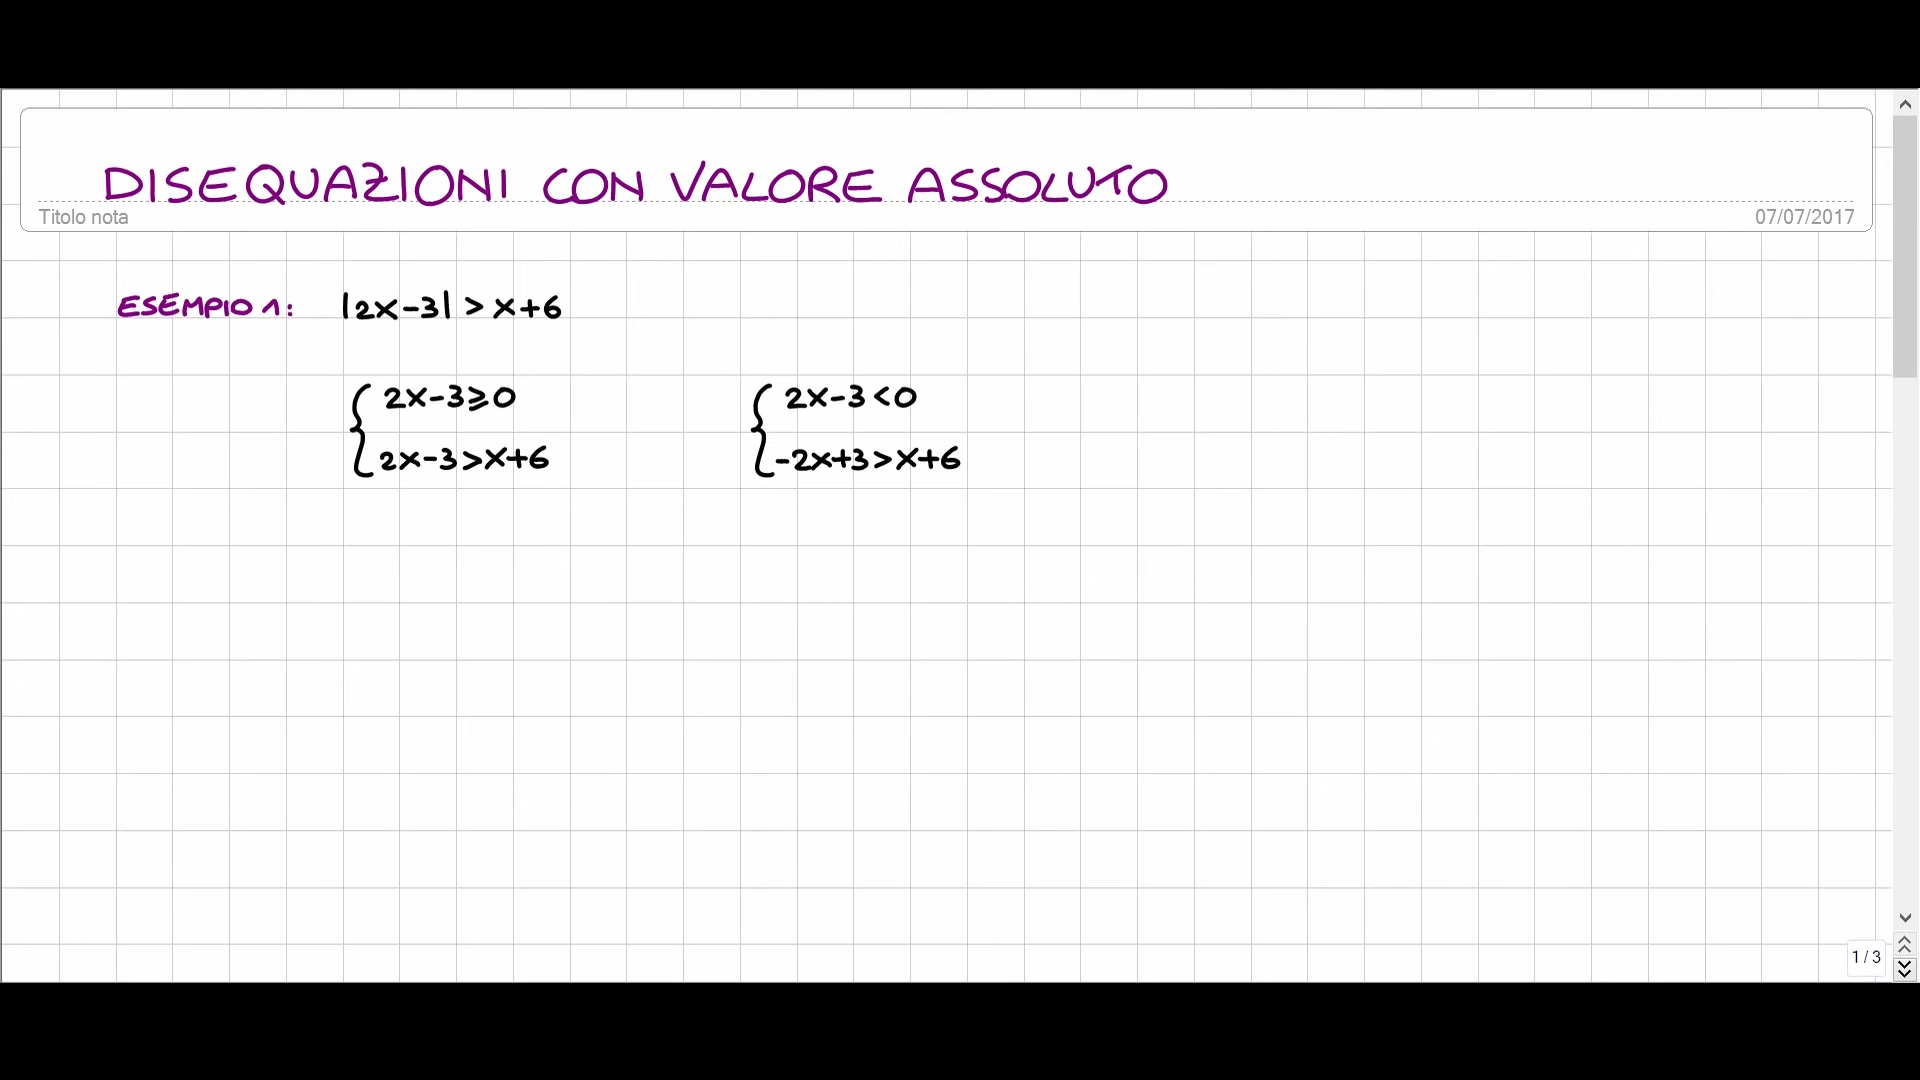 DISEQUAZIONI CON VALORE ASSOLUTO
Titolo nota
07/07/2017
ESEMPIO 1: |2x-3| > x+6
{ 2x-3⩾0
2x-3>x+6
{ 2x-3<0
-2x+3>x+6
1 / 3